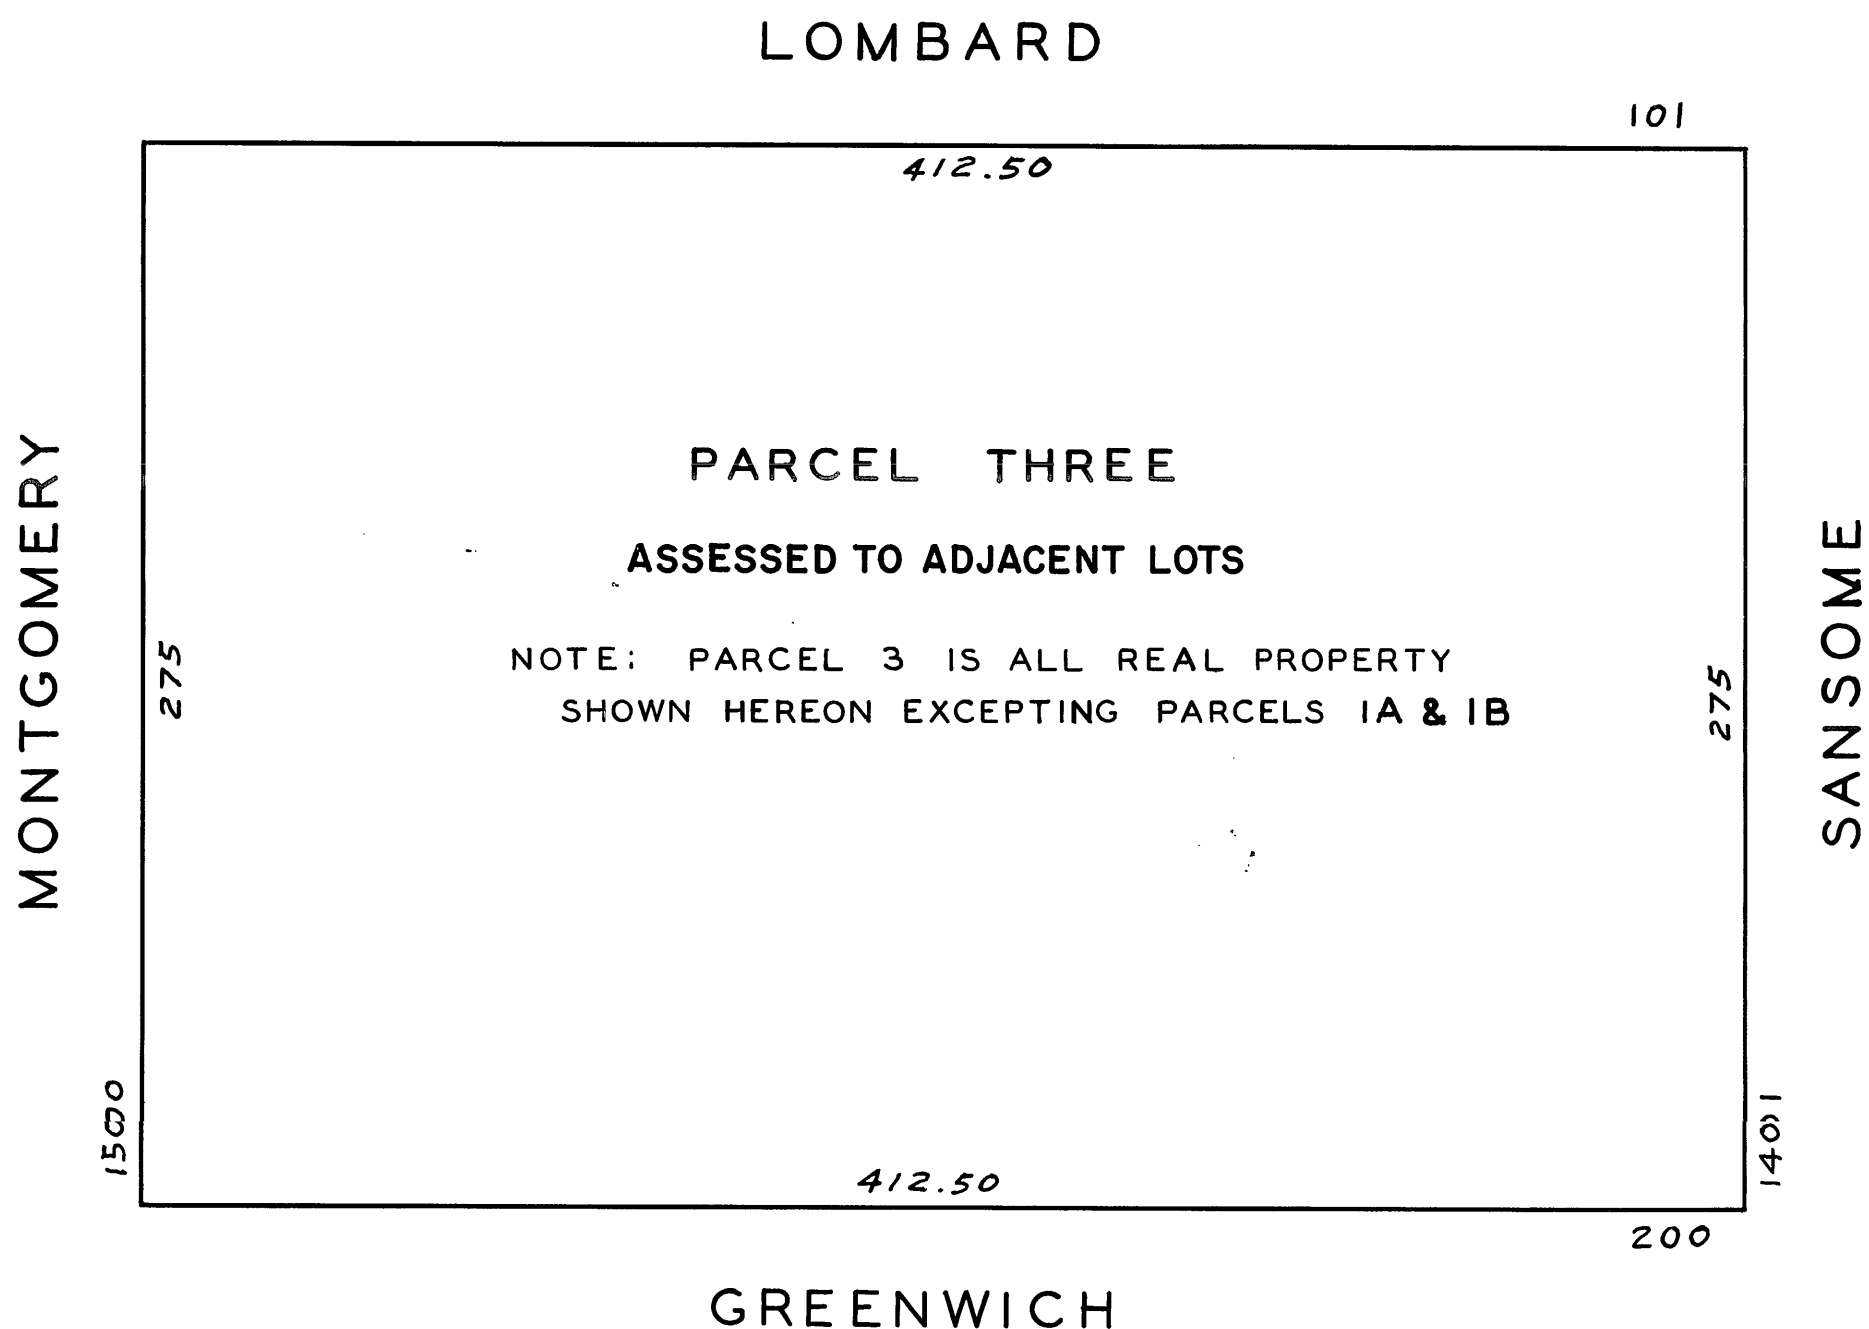 LOMBARD
101
412.50
MONTGOMERY
PARCEL THREE
ASSESSED TO ADJACENT LOTS
SANSOME
275
NOTE: PARCEL 3 IS ALL REAL PROPERTY
275
SHOWN HEREON EXCEPTING PARCELS 1A & 1B
1500
1401
412.50
200
GREENWICH